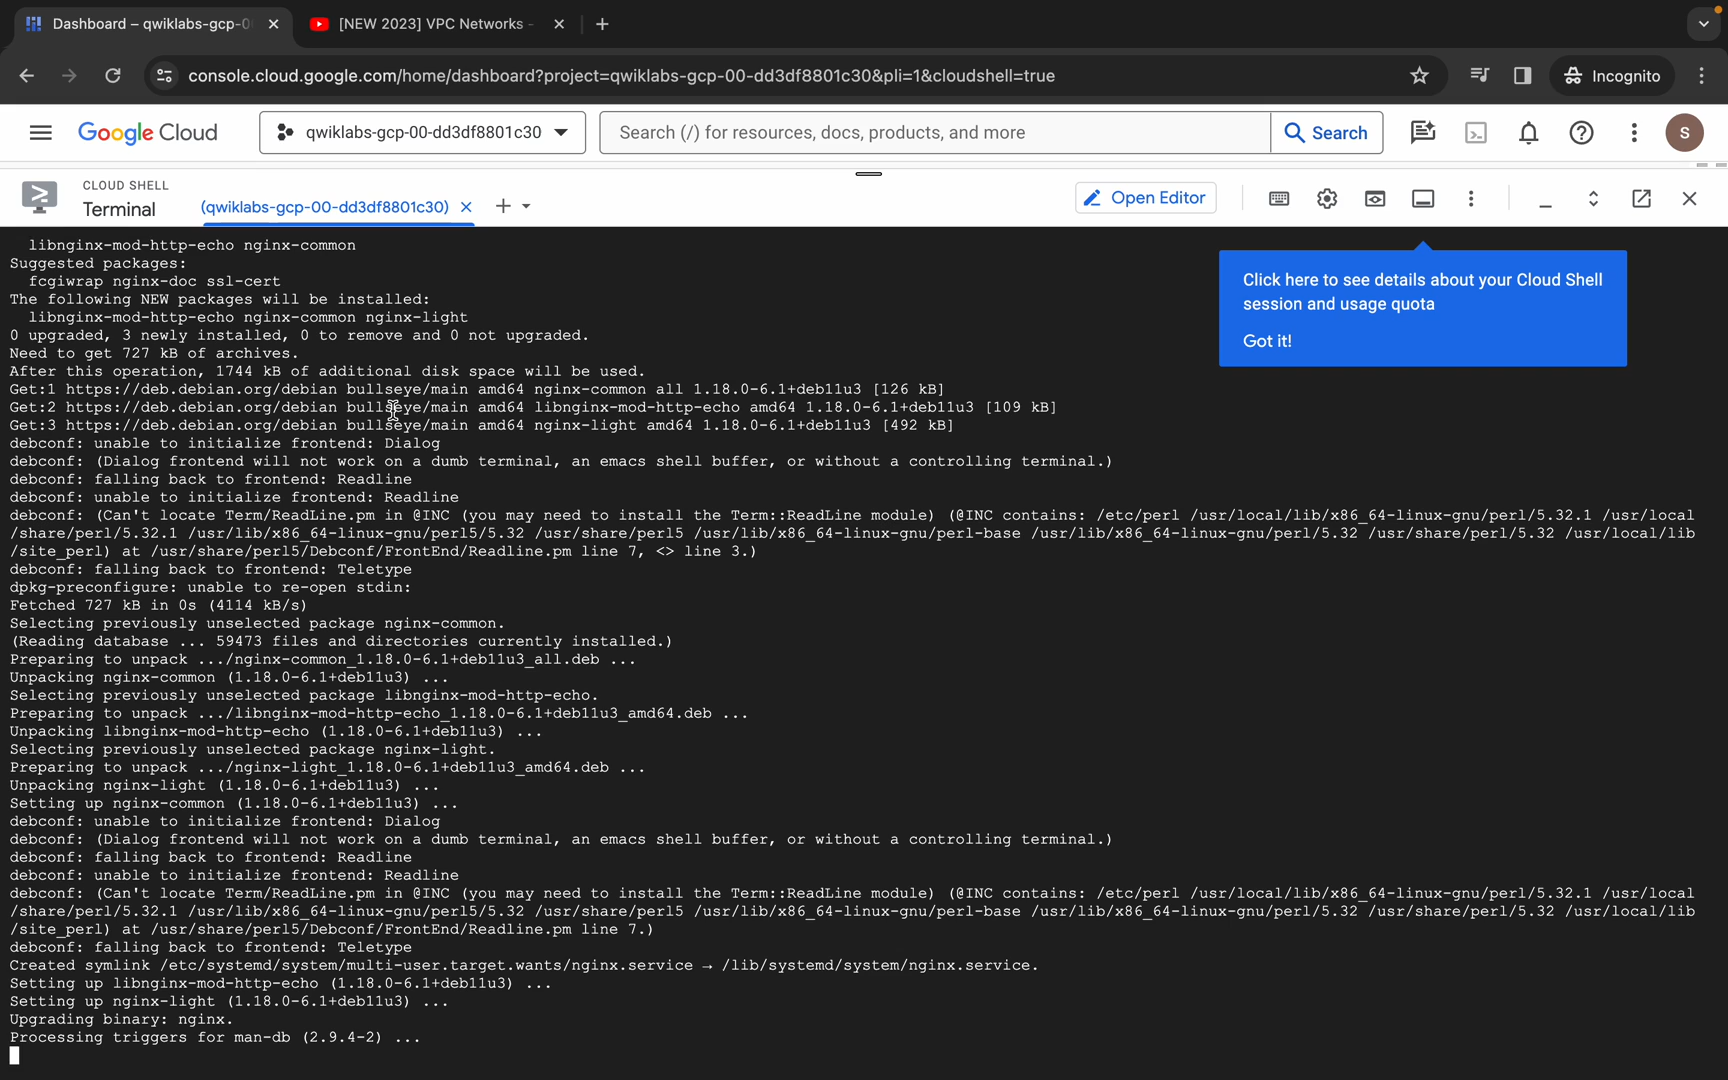 Dashboard – qwiklabs-gcp-0
[NEW 2023] VPC Networks -
console.cloud.google.com/home/dashboard?project=qwiklabs-gcp-00-dd3df8801c30&pli=1&cloudshell=true
Incognito
Google Cloud
qwiklabs-gcp-00-dd3df8801c30
Search (/) for resources, docs, products, and more
Search
S
CLOUD SHELL
Terminal
(qwiklabs-gcp-00-dd3df8801c30)
Open Editor
Click here to see details about your Cloud Shell
session and usage quota
Got it!
libnginx-mod-http-echo nginx-common
Suggested packages:
fcgiwrap nginx-doc ssl-cert
The following NEW packages will be installed:
libnginx-mod-http-echo nginx-common nginx-light
0 upgraded, 3 newly installed, 0 to remove and 0 not upgraded.
Need to get 727 kB of archives.
After this operation, 1744 kB of additional disk space will be used.
Get:1 https://deb.debian.org/debian bullseye/main amd64 nginx-common all 1.18.0-6.1+deb11u3 [126 kB]
Get:2 https://deb.debian.org/debian bullseye/main amd64 libnginx-mod-http-echo amd64 1.18.0-6.1+deb11u3 [109 kB]
Get:3 https://deb.debian.org/debian bullseye/main amd64 nginx-light amd64 1.18.0-6.1+deb11u3 [492 kB]
debconf: unable to initialize frontend: Dialog
debconf: (Dialog frontend will not work on a dumb terminal, an emacs shell buffer, or without a controlling terminal.)
debconf: falling back to frontend: Readline
debconf: unable to initialize frontend: Readline
debconf: (Can't locate Term/ReadLine.pm in @INC (you may need to install the Term::ReadLine module) (@INC contains: /etc/perl /usr/local/lib/x86_64-linux-gnu/perl/5.32.1 /usr/local
/share/perl/5.32.1 /usr/lib/x86_64-linux-gnu/perl5/5.32 /usr/share/perl5 /usr/lib/x86_64-linux-gnu/perl-base /usr/lib/x86_64-linux-gnu/perl/5.32 /usr/share/perl/5.32 /usr/local/lib
/site_perl) at /usr/share/perl5/Debconf/FrontEnd/Readline.pm line 7, <> line 3.)
debconf: falling back to frontend: Teletype
dpkg-preconfigure: unable to re-open stdin:
Fetched 727 kB in 0s (4114 kB/s)
Selecting previously unselected package nginx-common.
(Reading database ... 59473 files and directories currently installed.)
Preparing to unpack .../nginx-common_1.18.0-6.1+deb11u3_all.deb ...
Unpacking nginx-common (1.18.0-6.1+deb11u3) ...
Selecting previously unselected package libnginx-mod-http-echo.
Preparing to unpack .../libnginx-mod-http-echo_1.18.0-6.1+deb11u3_amd64.deb ...
Unpacking libnginx-mod-http-echo (1.18.0-6.1+deb11u3) ...
Selecting previously unselected package nginx-light.
Preparing to unpack .../nginx-light_1.18.0-6.1+deb11u3_amd64.deb ...
Unpacking nginx-light (1.18.0-6.1+deb11u3) ...
Setting up nginx-common (1.18.0-6.1+deb11u3) ...
debconf: unable to initialize frontend: Dialog
debconf: (Dialog frontend will not work on a dumb terminal, an emacs shell buffer, or without a controlling terminal.)
debconf: falling back to frontend: Readline
debconf: unable to initialize frontend: Readline
debconf: (Can't locate Term/ReadLine.pm in @INC (you may need to install the Term::ReadLine module) (@INC contains: /etc/perl /usr/local/lib/x86_64-linux-gnu/perl/5.32.1 /usr/local
/share/perl/5.32.1 /usr/lib/x86_64-linux-gnu/perl5/5.32 /usr/share/perl5 /usr/lib/x86_64-linux-gnu/perl-base /usr/lib/x86_64-linux-gnu/perl/5.32 /usr/share/perl/5.32 /usr/local/lib
/site_perl) at /usr/share/perl5/Debconf/FrontEnd/Readline.pm line 7.)
debconf: falling back to frontend: Teletype
Created symlink /etc/systemd/system/multi-user.target.wants/nginx.service → /lib/systemd/system/nginx.service.
Setting up libnginx-mod-http-echo (1.18.0-6.1+deb11u3) ...
Setting up nginx-light (1.18.0-6.1+deb11u3) ...
Upgrading binary: nginx.
Processing triggers for man-db (2.9.4-2) ...